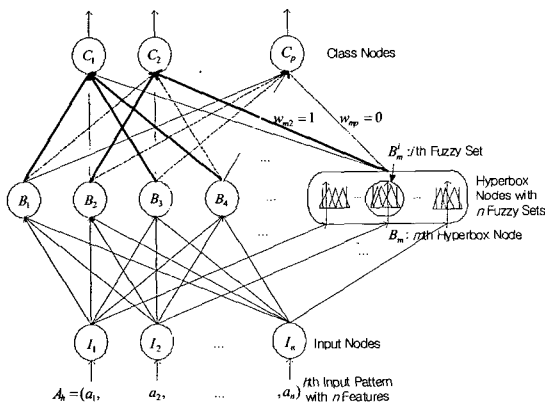 C₁ C₂ Cₚ Class Nodes
wₘ₂=1 wₘₚ=0
Bₘⁱ : ith Fuzzy Set
...
B₁ B₂ B₃ B₄ ... ... ...
Hyperbox
Nodes with
n Fuzzy Sets
Bₘ : mth Hyperbox Node
... ...
I₁ I₂ ... Iₙ Input Nodes
Aₕ =(a₁, a₂, ... ,aₙ) hth Input Pattern
with n Features